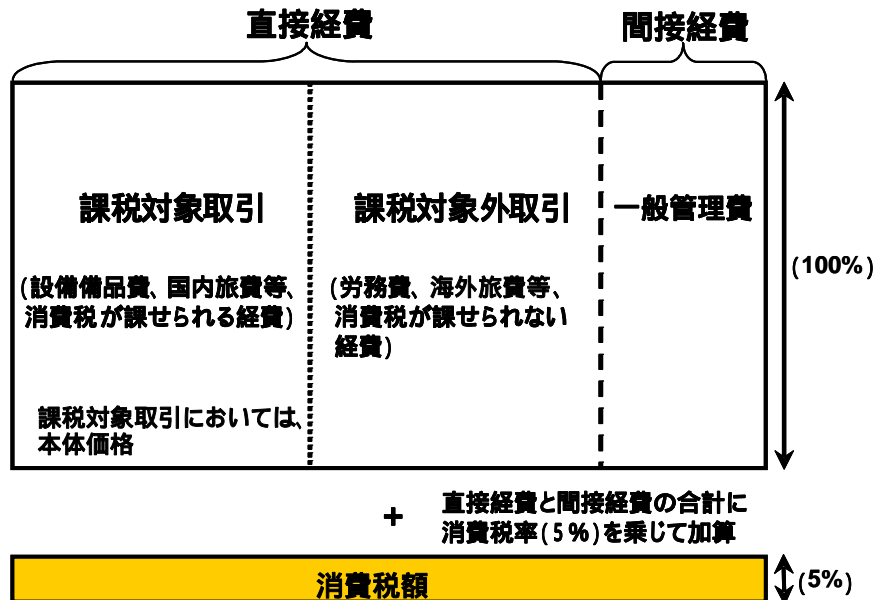 直接経費
間接経費
課税対象取引
課税対象外取引
一般管理費
(設備備品費、国内旅費等、
消費税が課せられる経費)
(労務費、海外旅費等、
消費税が課せられない
経費)
(100%)
課税対象取引においては、
本体価格
+
直接経費と間接経費の合計に
消費税率(5%)を乗じて加算
消費税額
(5%)